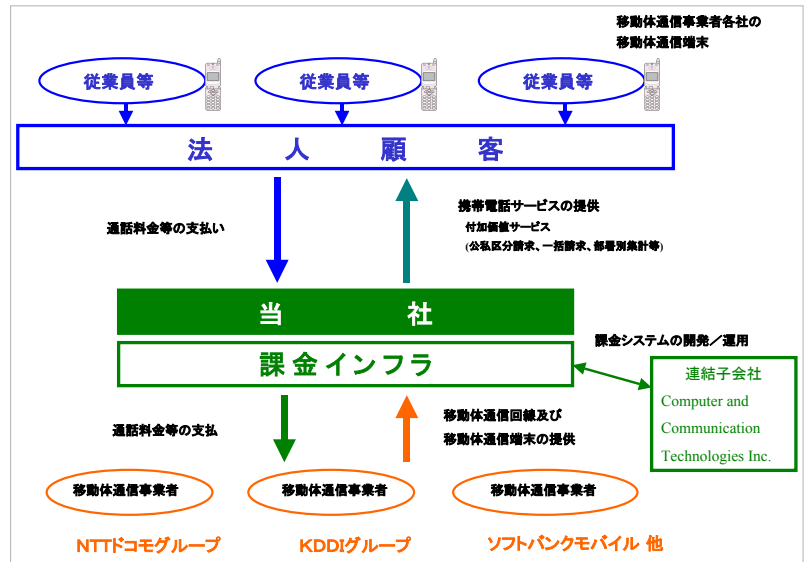 移動体通信事業者各社の
移動体通信端末
従業員等
従業員等
従業員等
法人顧客
通話料金等の支払い
携帯電話サービスの提供
付加価値サービス
(公私区分請求、一括請求、部署別集計等)
当社
課金インフラ
課金システムの開発／運用
連結子会社
Computer and
Communication
Technologies Inc.
通話料金等の支払
移動体通信回線及び
移動体通信端末の提供
移動体通信事業者
移動体通信事業者
移動体通信事業者
NTTドコモグループ
KDDIグループ
ソフトバンクモバイル 他